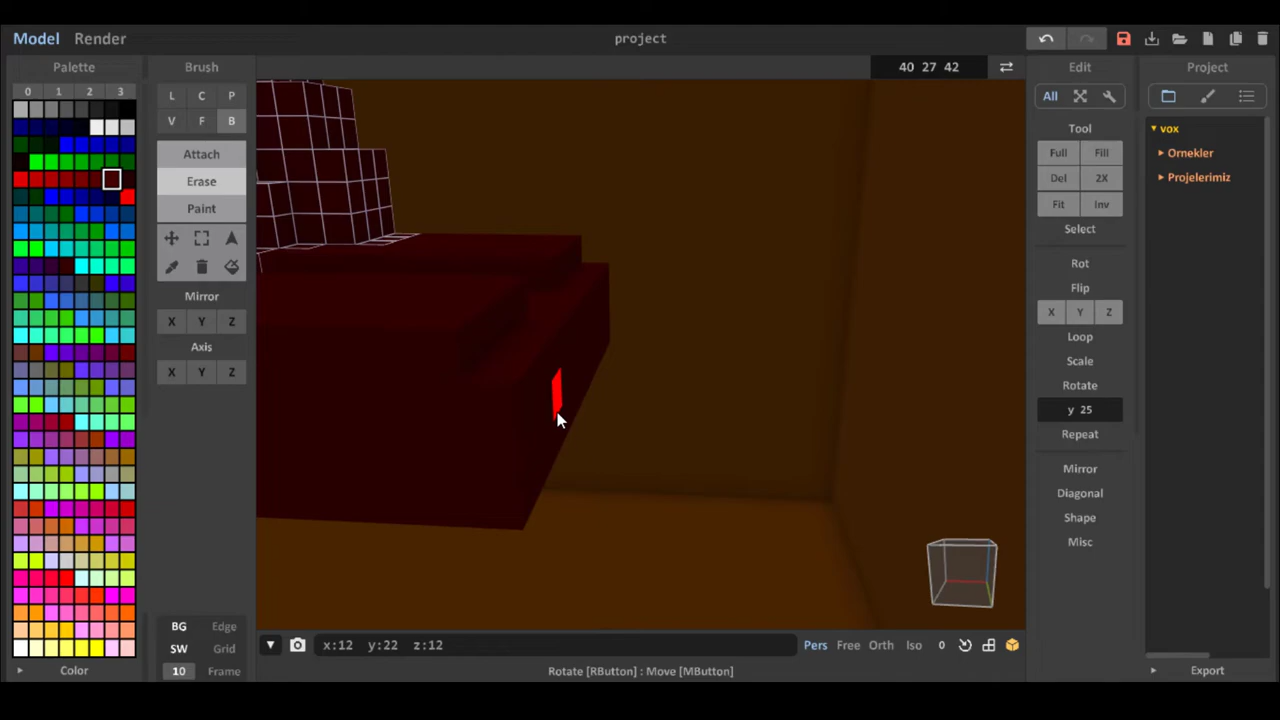 Model Render
project
Palette
0 1 2 3
Color
Brush
L C P
V F B
Attach
Erase
Paint
Mirror
X Y Z
Axis
X Y Z
BG Edge
SW Grid
10 Frame
40 27 42
x:12 y:22 z:12
Pers Free Orth Iso 0
Rotate [RButton] : Move [MButton]
Edit
All
Tool
Full Fill
Del 2X
Fit Inv
Select
Rot
Flip
X Y Z
Loop
Scale
Rotate
y 25
Repeat
Mirror
Diagonal
Shape
Misc
Project
vox
Ornekler
Projelerimiz
Export